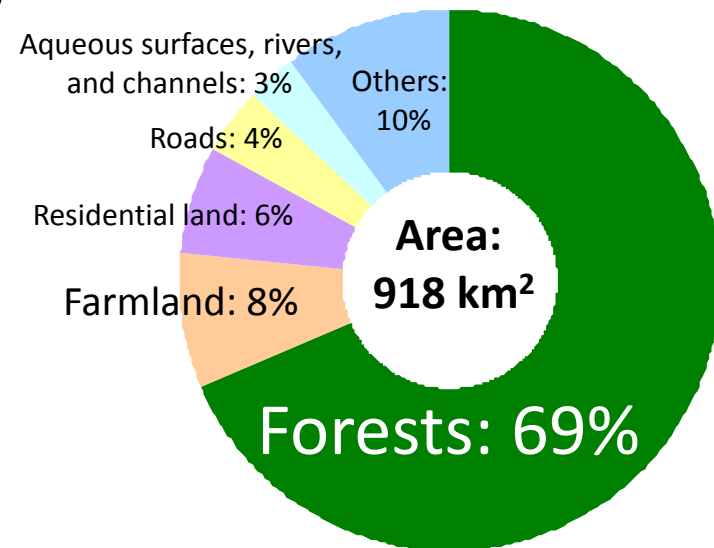 Aqueous surfaces, rivers,
and channels: 3%
Others:
10%
Roads: 4%
Residential land: 6%
Farmland: 8%
Area:
918 km²
Forests: 69%